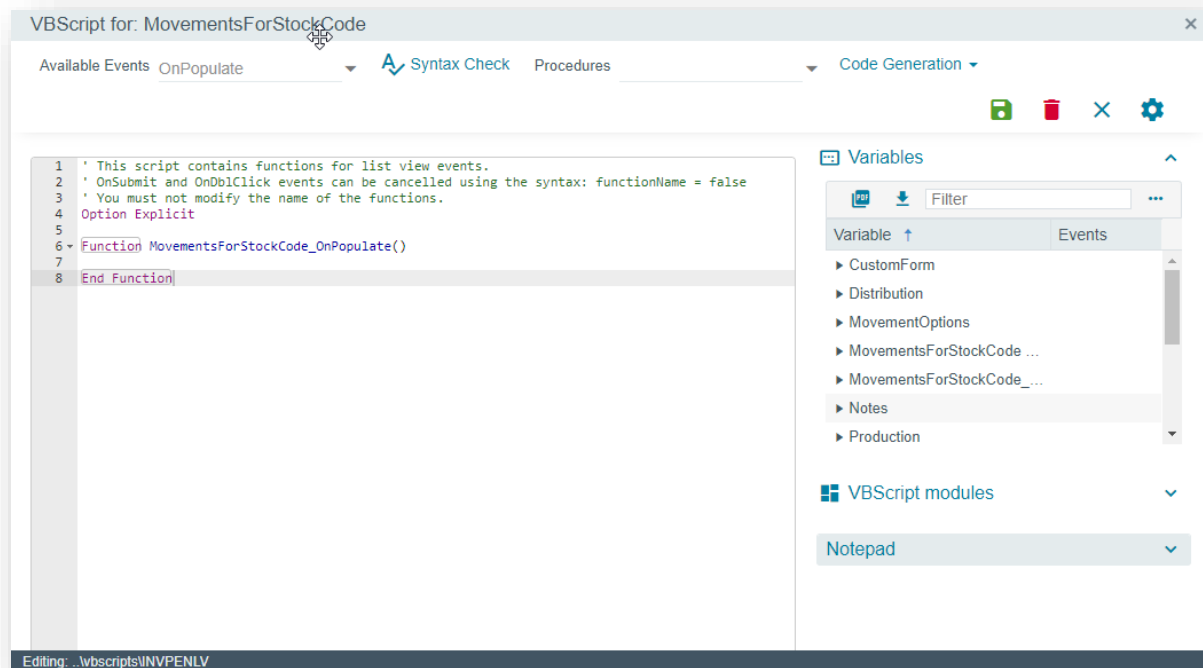 VBScript for: MovementsForStockCode
Available Events OnPopulate Syntax Check Procedures Code Generation
1 ' This script contains functions for list view events.
2 ' OnSubmit and OnDblClick events can be cancelled using the syntax: functionName = false
3 ' You must not modify the name of the functions.
4 Option Explicit
5
6 Function MovementsForStockCode_OnPopulate()
7
8 End Function
Variables
PDF Filter ...
Variable Events
CustomForm
Distribution
MovementOptions
MovementsForStockCode ...
MovementsForStockCode_...
Notes
Production
VBScript modules
Notepad
Editing: ..\vbscripts\INVPENLV